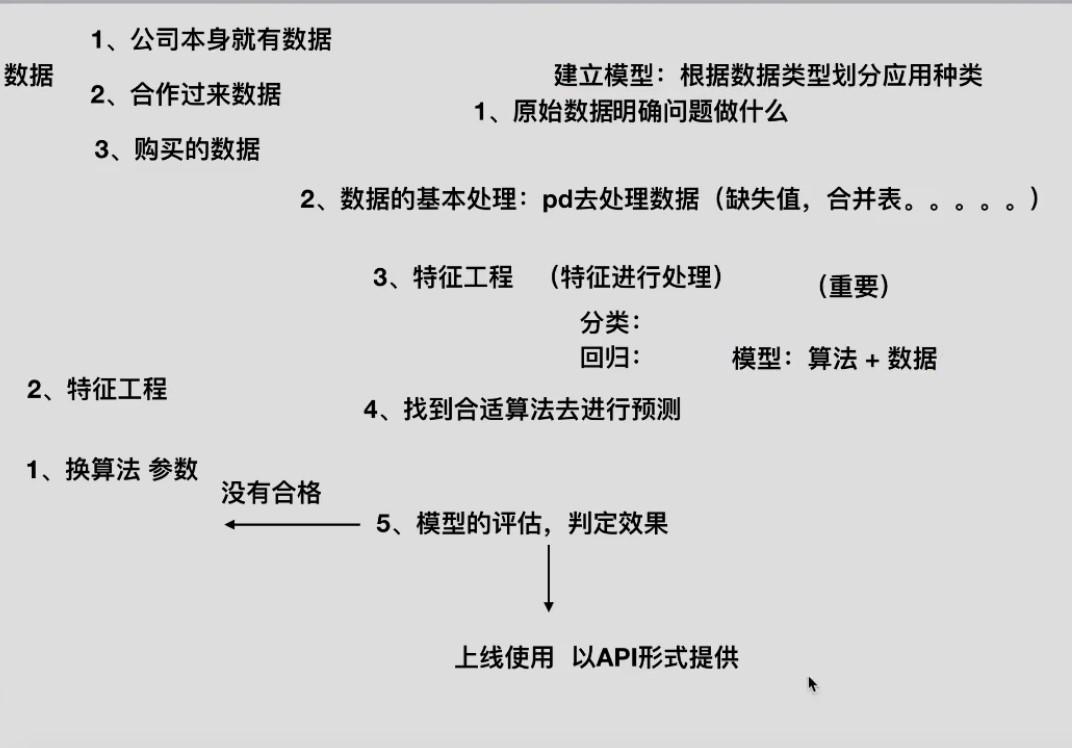 1、公司本身就有数据
数据
2、合作过来数据
3、购买的数据
建立模型：根据数据类型划分应用种类
1、原始数据明确问题做什么
2、数据的基本处理：pd去处理数据（缺失值，合并表。。。。。）
3、特征工程 （特征进行处理） （重要）
分类：
回归： 模型：算法 + 数据
2、特征工程
4、找到合适算法去进行预测
1、换算法 参数
没有合格
5、模型的评估，判定效果
上线使用 以API形式提供